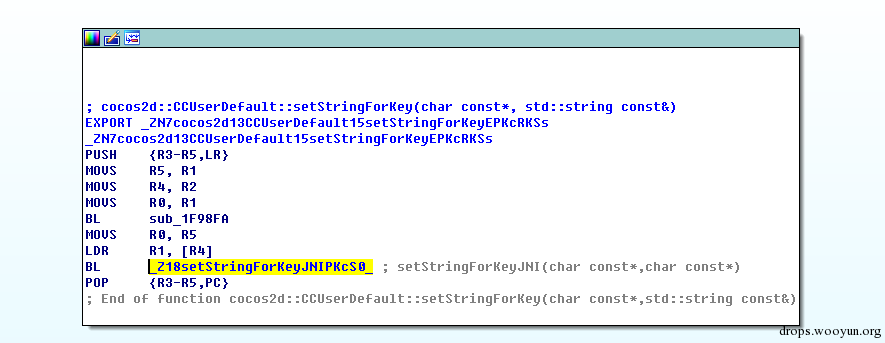 ; cocos2d::CCUserDefault::setStringForKey(char const*, std::string const&)
EXPORT _ZN7cocos2d13CCUserDefault15setStringForKeyEPKcRKSs
_ZN7cocos2d13CCUserDefault15setStringForKeyEPKcRKSs
PUSH {R3-R5,LR}
MOVS R5, R1
MOVS R4, R2
MOVS R0, R1
BL sub_1F98FA
MOVS R0, R5
LDR R1, [R4]
BL _Z18setStringForKeyJNIPKcS0_ ; setStringForKeyJNI(char const*,char const*)
POP {R3-R5,PC}
; End of function cocos2d::CCUserDefault::setStringForKey(char const*,std::string const&)
drops.wooyun.org